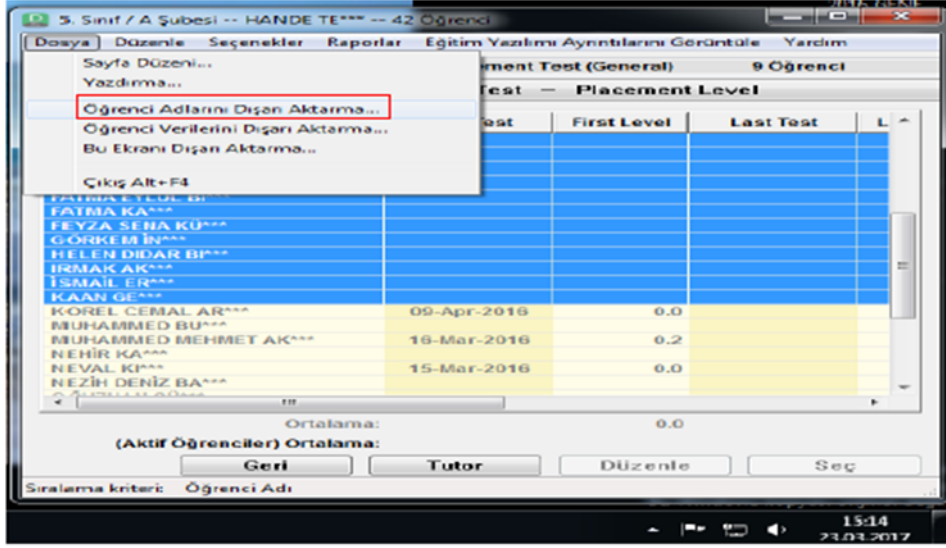 5. Sınıf / A Şubesi -- HANDE TE*** -- 42 Öğrenci
Dosya Düzenle Seçenekler Raporlar Eğitim Yazılımı Ayrıntılarını Görüntüle Yardım
Sayfa Düzeni...
Yazdırma...
Öğrenci Adlarını Dışarı Aktarma...
Öğrenci Verilerini Dışarı Aktarma...
Bu Ekranı Dışarı Aktarma...
Çıkış Alt+F4
Test (General) 9 Öğrenci
Test — Placement Level
First Level Last Test L
FATMA EYLÜL Bİ***
FATMA KA***
FEYZA SENA KÜ***
GÖRKEM İN***
HELEN DİDAR Bİ***
IRMAK AK***
İSMAİL ER***
KAAN GE***
KOREL CEMAL AR*** 09-Apr-2016 0.0
MUHAMMED BU***
MUHAMMED MEHMET AK*** 16-Mar-2016 0.2
NEHİR KA***
NEVAL KI*** 15-Mar-2016 0.0
NEZİH DENİZ BA***
Ortalama: 0.0
(Aktif Öğrenciler) Ortalama:
Geri Tutor Düzenle Seç
Sıralama kriteri: Öğrenci Adı
15:14
23.03.2017